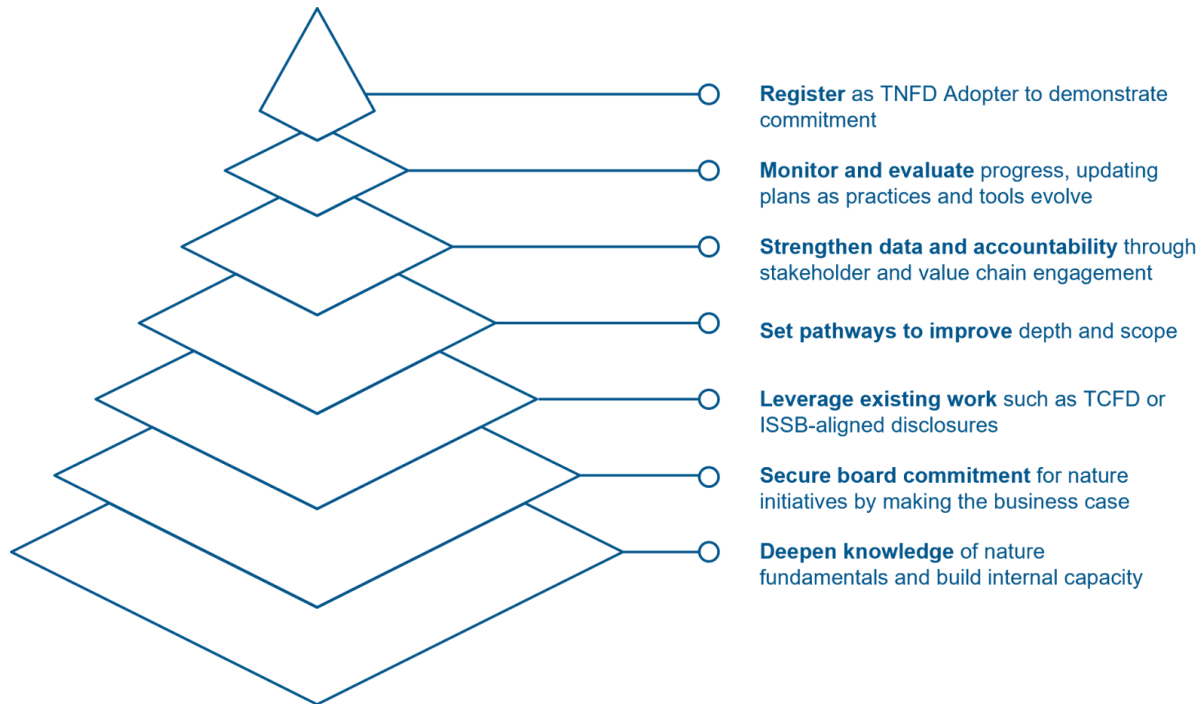 Register as TNFD Adopter to demonstrate
commitment
Monitor and evaluate progress, updating
plans as practices and tools evolve
Strengthen data and accountability through
stakeholder and value chain engagement
Set pathways to improve depth and scope
Leverage existing work such as TCFD or
ISSB-aligned disclosures
Secure board commitment for nature
initiatives by making the business case
Deepen knowledge of nature
fundamentals and build internal capacity